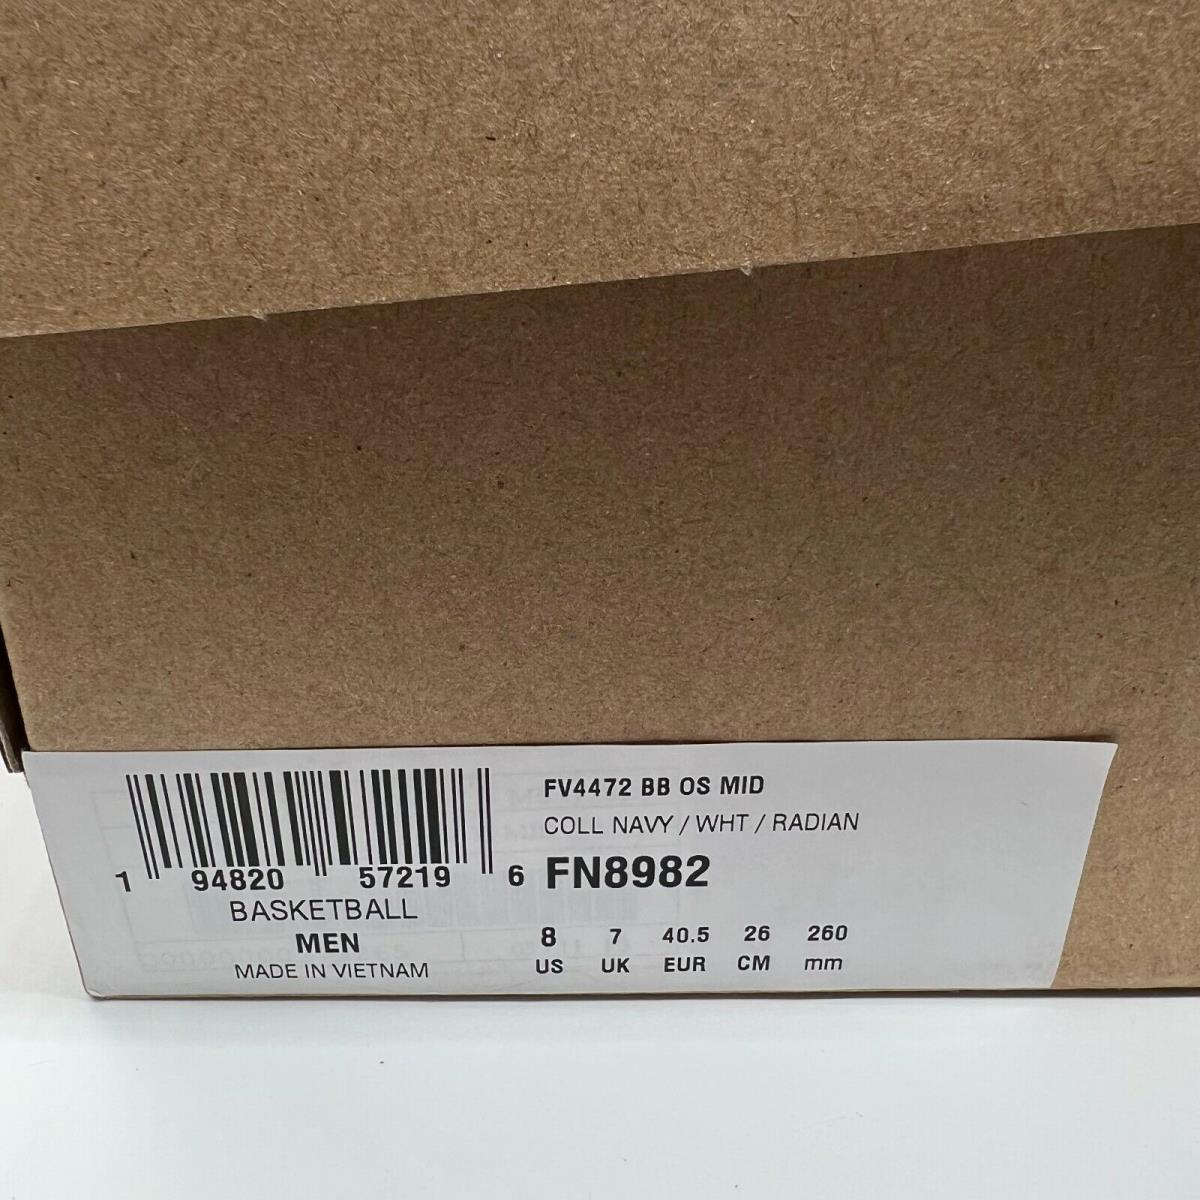 1 94820 57219 6
BASKETBALL
MEN
MADE IN VIETNAM
FV4472 BB OS MID
COLL NAVY / WHT / RADIAN
FN8982
8 7 40.5 26 260
US UK EUR CM mm